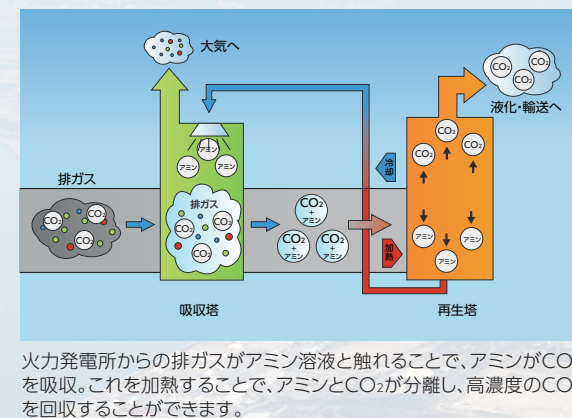 大気へ
CO₂
CO₂
CO₂
液化・輸送へ
アミン
アミン
アミン
CO₂
CO₂
CO₂
冷却
排ガス
排ガス
CO₂
CO₂
CO₂
CO₂
CO₂
CO₂
CO₂
+
アミン
CO₂
+
アミン
CO₂
+
アミン
加熱
アミン
アミン
アミン
吸収塔
再生塔
火力発電所からの排ガスがアミン溶液と触れることで、アミンがCO
を吸収。これを加熱することで、アミンとCO₂が分離し、高濃度のCO
を回収することができます。